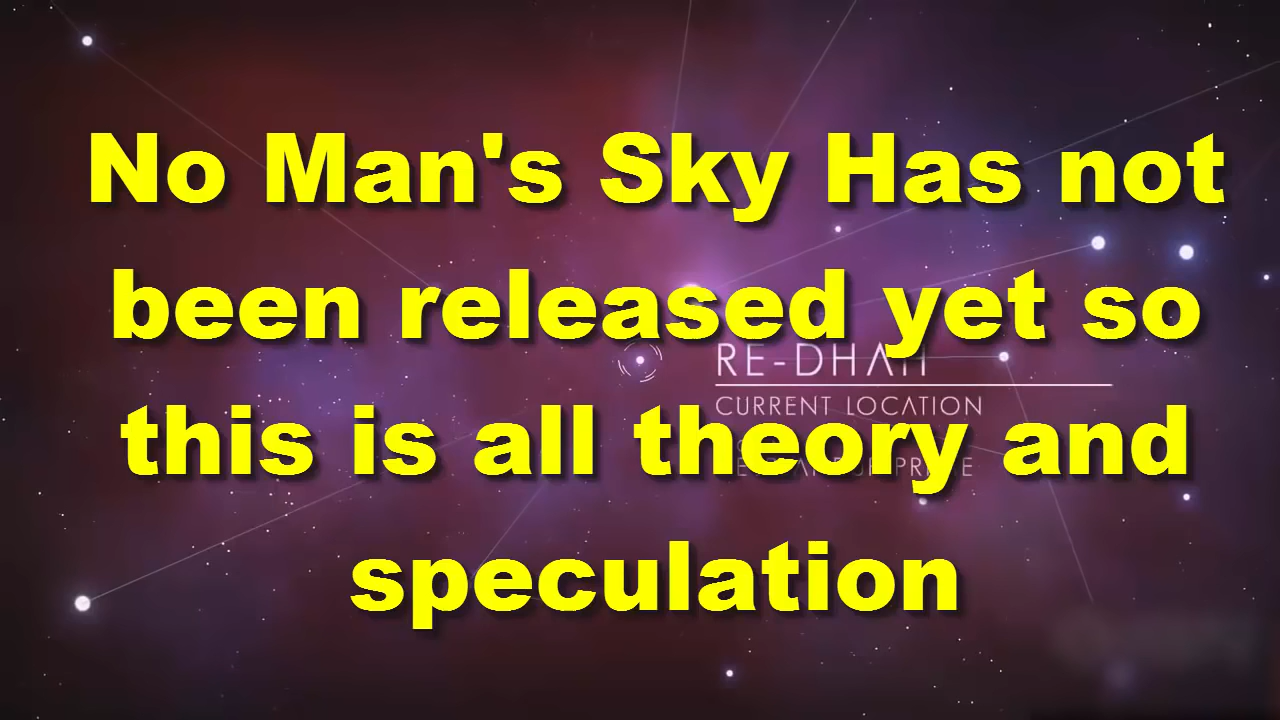 No Man's Sky Has not
been released yet so
RE-DHAH
CURRENT LOCATION
this is all theory and
speculation